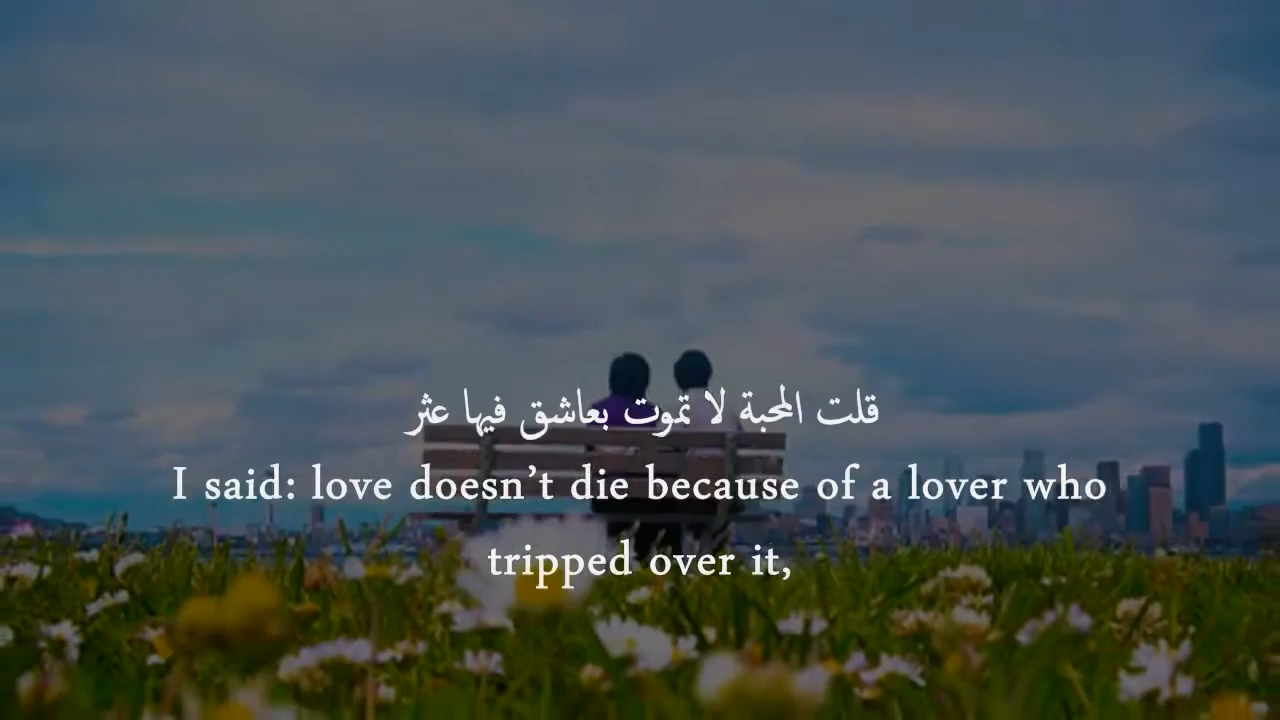 قلت المحبة لا تموت بعاشق فيها عثر
I said: love doesn’t die because of a lover who
tripped over it,